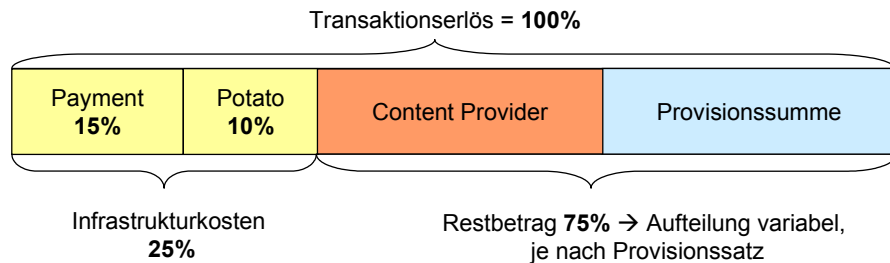 Transaktionserlös = 100%
Payment
15%
Potato
10%
Content Provider
Provisionssumme
Infrastrukturkosten
25%
Restbetrag 75% → Aufteilung variabel,
je nach Provisionssatz